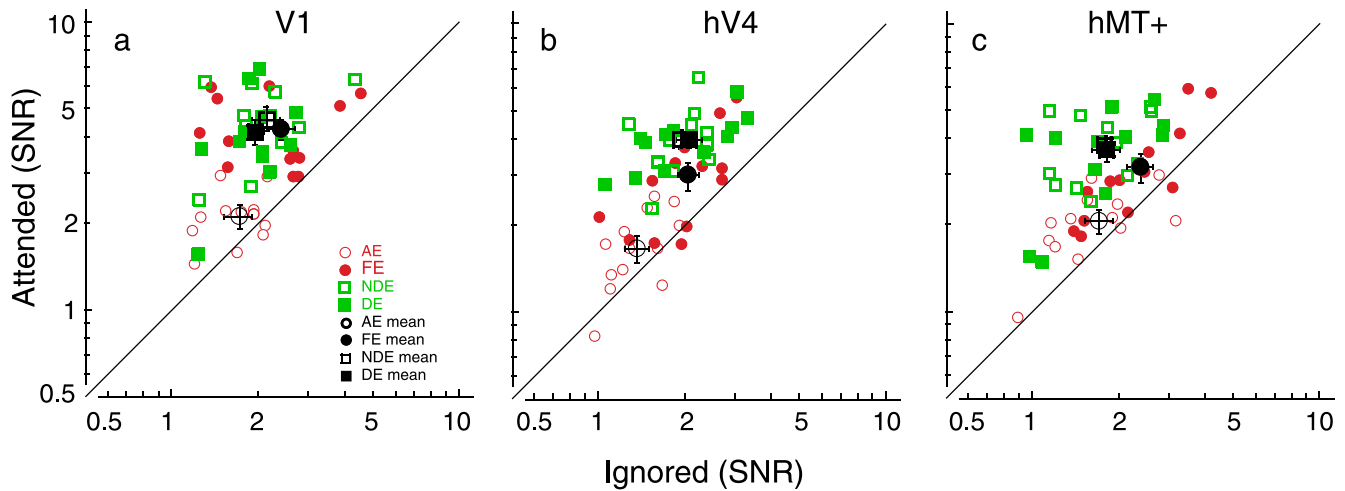 V1
hV4
hMT+
a
b
c
Attended (SNR)
10
5
2
1
0.5
AE
FE
NDE
DE
AE mean
FE mean
NDE mean
DE mean
0.5 1 2 5 10
0.5 1 2 5 10
0.5 1 2 5 10
Ignored (SNR)